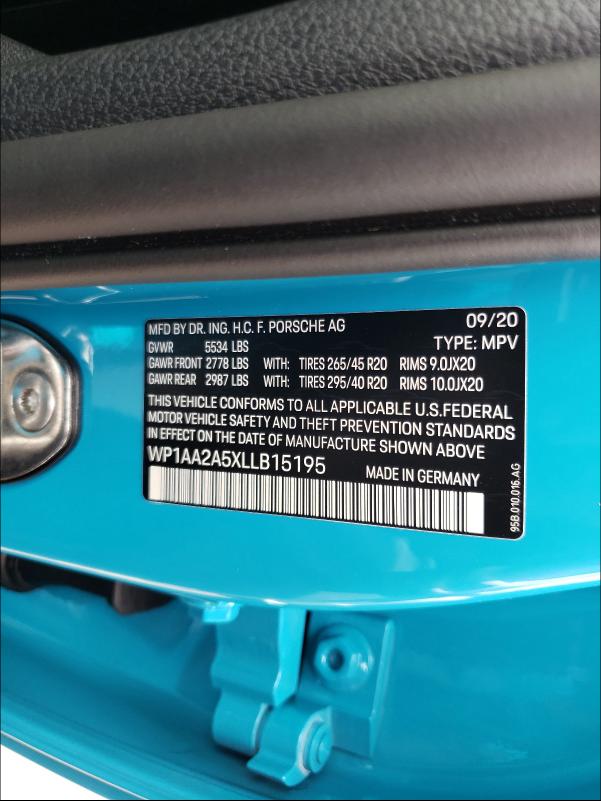 MFD BY DR. ING. H.C. F. PORSCHE AG 09/20
GVWR 5534 LBS TYPE: MPV
GAWR FRONT 2778 LBS WITH: TIRES 265/45 R20 RIMS 9.0JX20
GAWR REAR 2987 LBS WITH: TIRES 295/40 R20 RIMS 10.0JX20
THIS VEHICLE CONFORMS TO ALL APPLICABLE U.S.FEDERAL
MOTOR VEHICLE SAFETY AND THEFT PREVENTION STANDARDS
IN EFFECT ON THE DATE OF MANUFACTURE SHOWN ABOVE
WP1AA2A5XLLB15195 MADE IN GERMANY
95B.010.016.AG